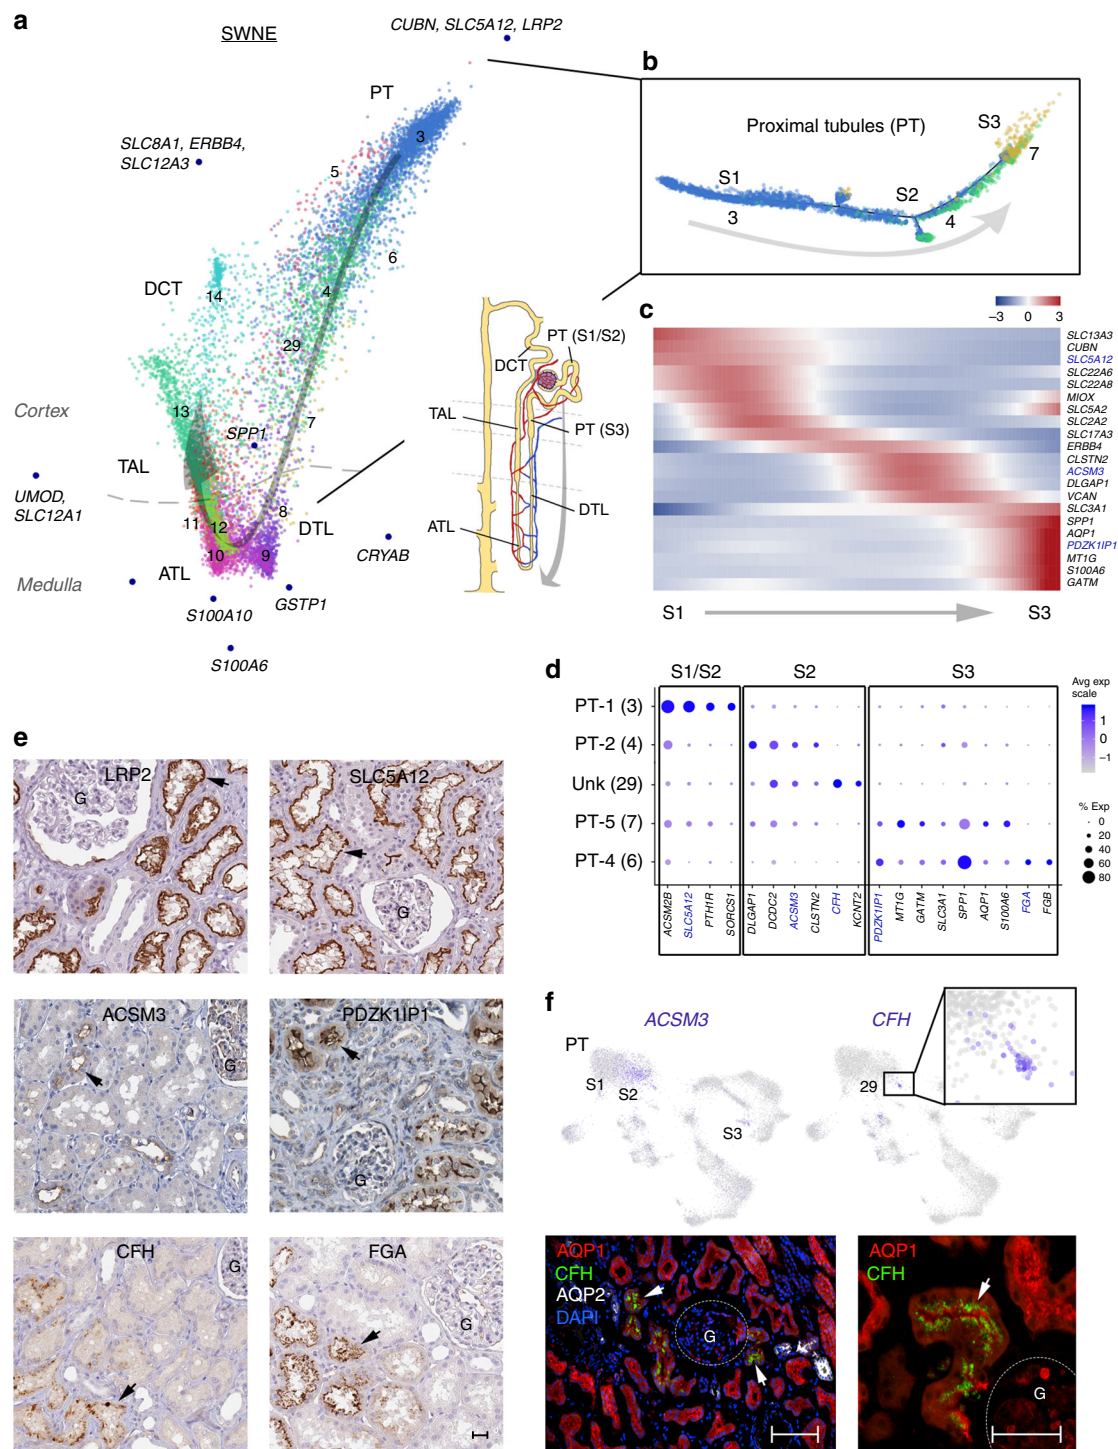 a
SWNE
CUBN, SLC5A12, LRP2
PT
3
SLC8A1, ERBB4,
SLC12A3
5
6
DCT
14
4
29
Cortex
13
7
SPP1
TAL
UMOD,
SLC12A1
11
12
8
DTL
10
9
ATL
CRYAB
Medulla
GSTP1
S100A10
S100A6
PT (S1/S2)
DCT
TAL
PT (S3)
DTL
ATL
b
Proximal tubules (PT)
S3
7
S1
S2
3
4
c
−3 0 3
SLC13A3
CUBN
SLC5A12
SLC22A6
SLC22A8
MIOX
SLC5A2
SLC2A2
SLC17A3
ERBB4
CLSTN2
ACSM3
DLGAP1
VCAN
SLC3A1
SPP1
AQP1
PDZK1IP1
MT1G
S100A6
GATM
S1 S3
d
S1/S2 S2 S3
PT-1 (3)
PT-2 (4)
Unk (29)
PT-5 (7)
PT-4 (6)
ACSM2B
SLC5A12
PTH1R
SORCS1
DLGAP1
DCDC2
ACSM3
CLSTN2
CFH
KCNT2
PDZK1IP1
MT1G
GATM
SLC3A1
SPP1
AQP1
S100A6
FGA
FGB
Avg exp
scale
1
0
−1
% Exp
0
20
40
60
80
e
LRP2
G
SLC5A12
G
ACSM3
G
PDZK1IP1
G
CFH
G
FGA
G
f
ACSM3
CFH
PT
S1
S2
S3
29
AQP1
CFH
AQP2
DAPI
G
AQP1
CFH
G